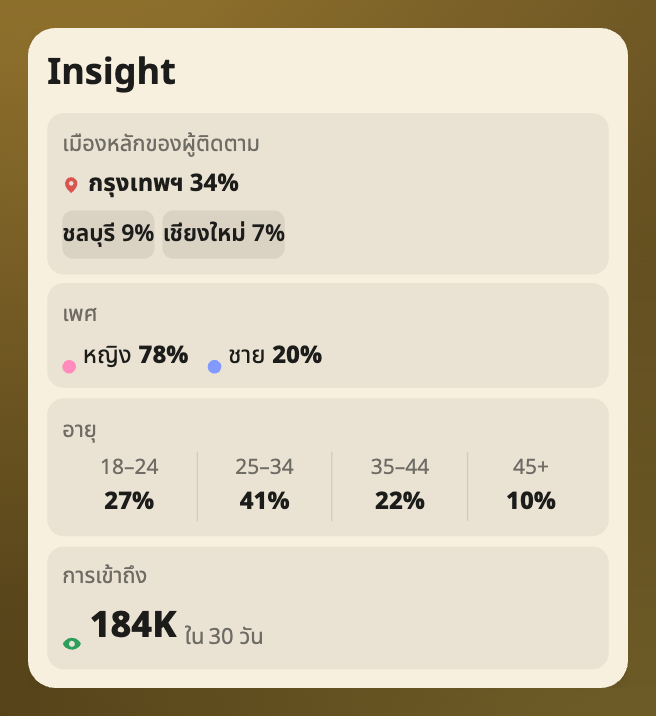 Insight
เมืองหลักของผู้ติดตาม
กรุงเทพฯ 34%
ชลบุรี 9% เชียงใหม่ 7%
เพศ
หญิง 78% ชาย 20%
อายุ
18–24 25–34 35–44 45+
27% 41% 22% 10%
การเข้าถึง
184K ใน 30 วัน